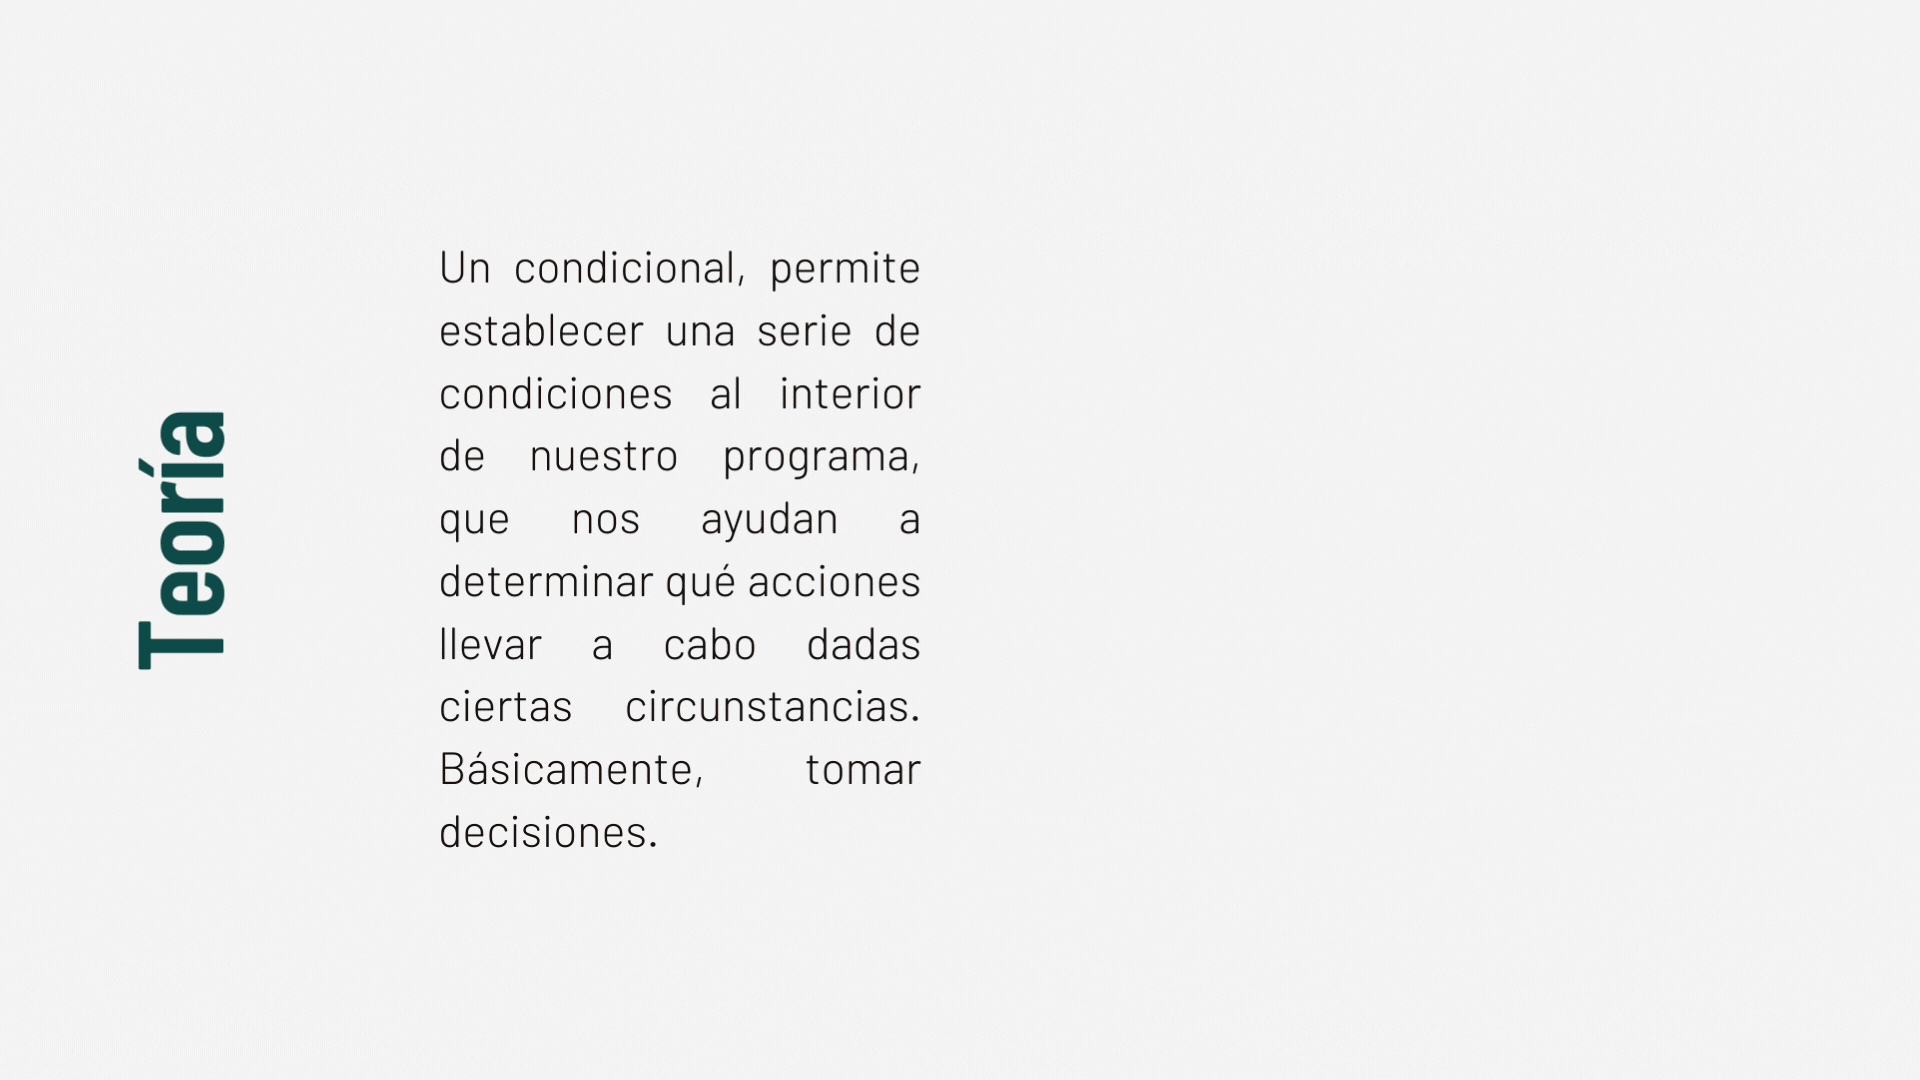 Teoría
Un condicional, permite
establecer una serie de
condiciones al interior
de nuestro programa,
que nos ayudan a
determinar qué acciones
llevar a cabo dadas
ciertas circunstancias.
Básicamente, tomar
decisiones.